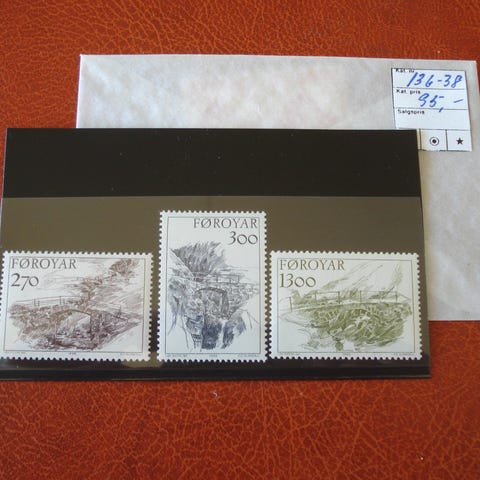 Kat. nr.
136-38
Kat. pris
95,-
Salgspris
FØROYAR
270
FØROYAR
300
FØROYAR
1300